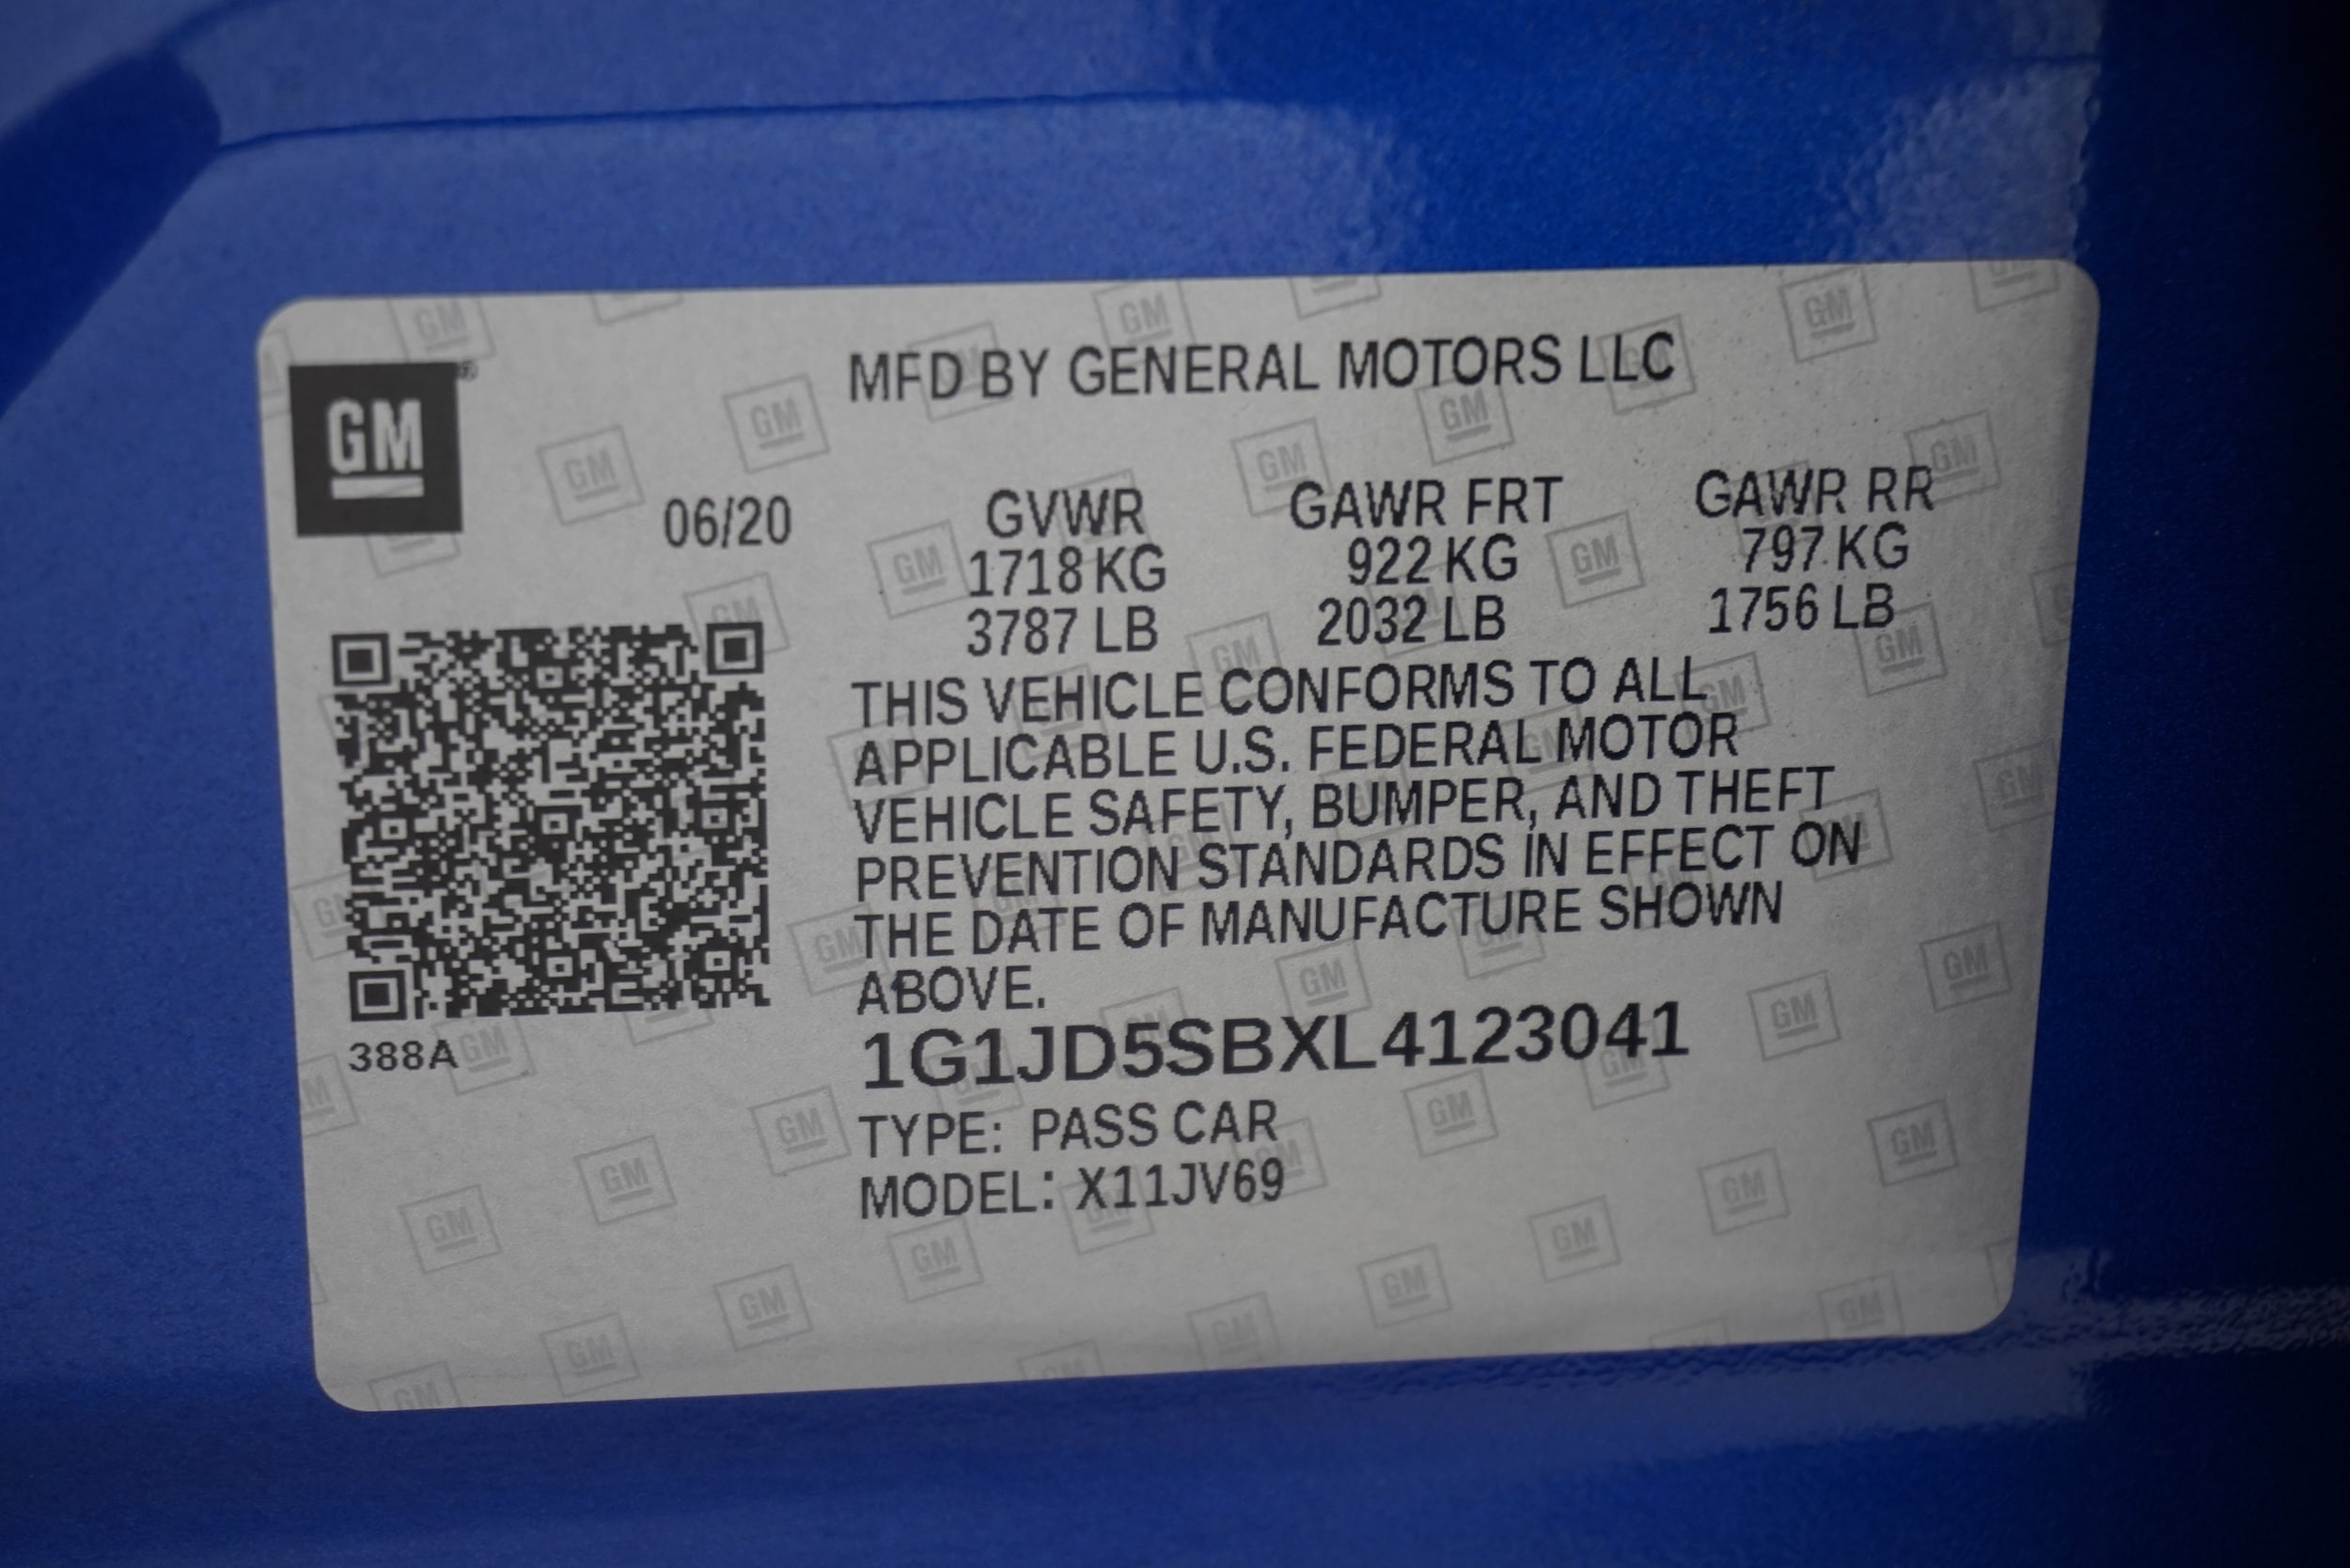 GM
MFD BY GENERAL MOTORS LLC
06/20
GVWR GAWR FRT GAWR RR
1718 KG 922 KG 797 KG
3787 LB 2032 LB 1756 LB
THIS VEHICLE CONFORMS TO ALL
APPLICABLE U.S. FEDERAL MOTOR
VEHICLE SAFETY, BUMPER, AND THEFT
PREVENTION STANDARDS IN EFFECT ON
THE DATE OF MANUFACTURE SHOWN
ABOVE.
1G1JD5SBXL4123041
388A
TYPE: PASS CAR
MODEL: X11JV69